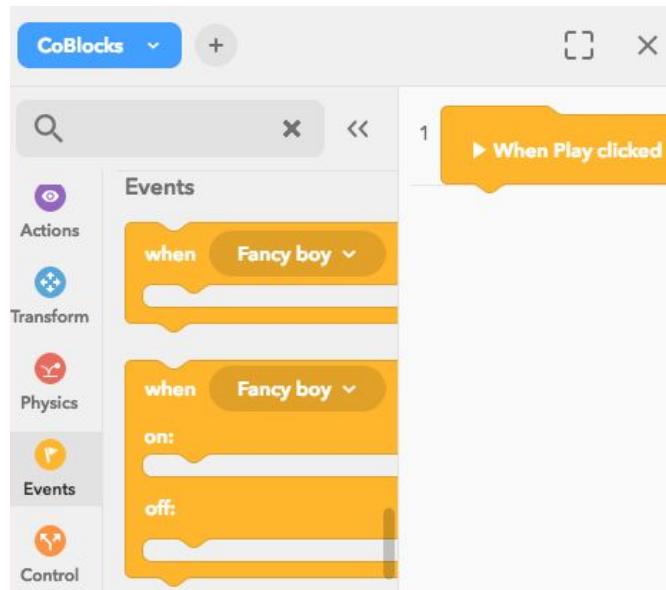 CoBlocks
+
1
When Play clicked
Events
Actions
when Fancy boy
Transform
Physics
when Fancy boy
on:
Events
off:
Control